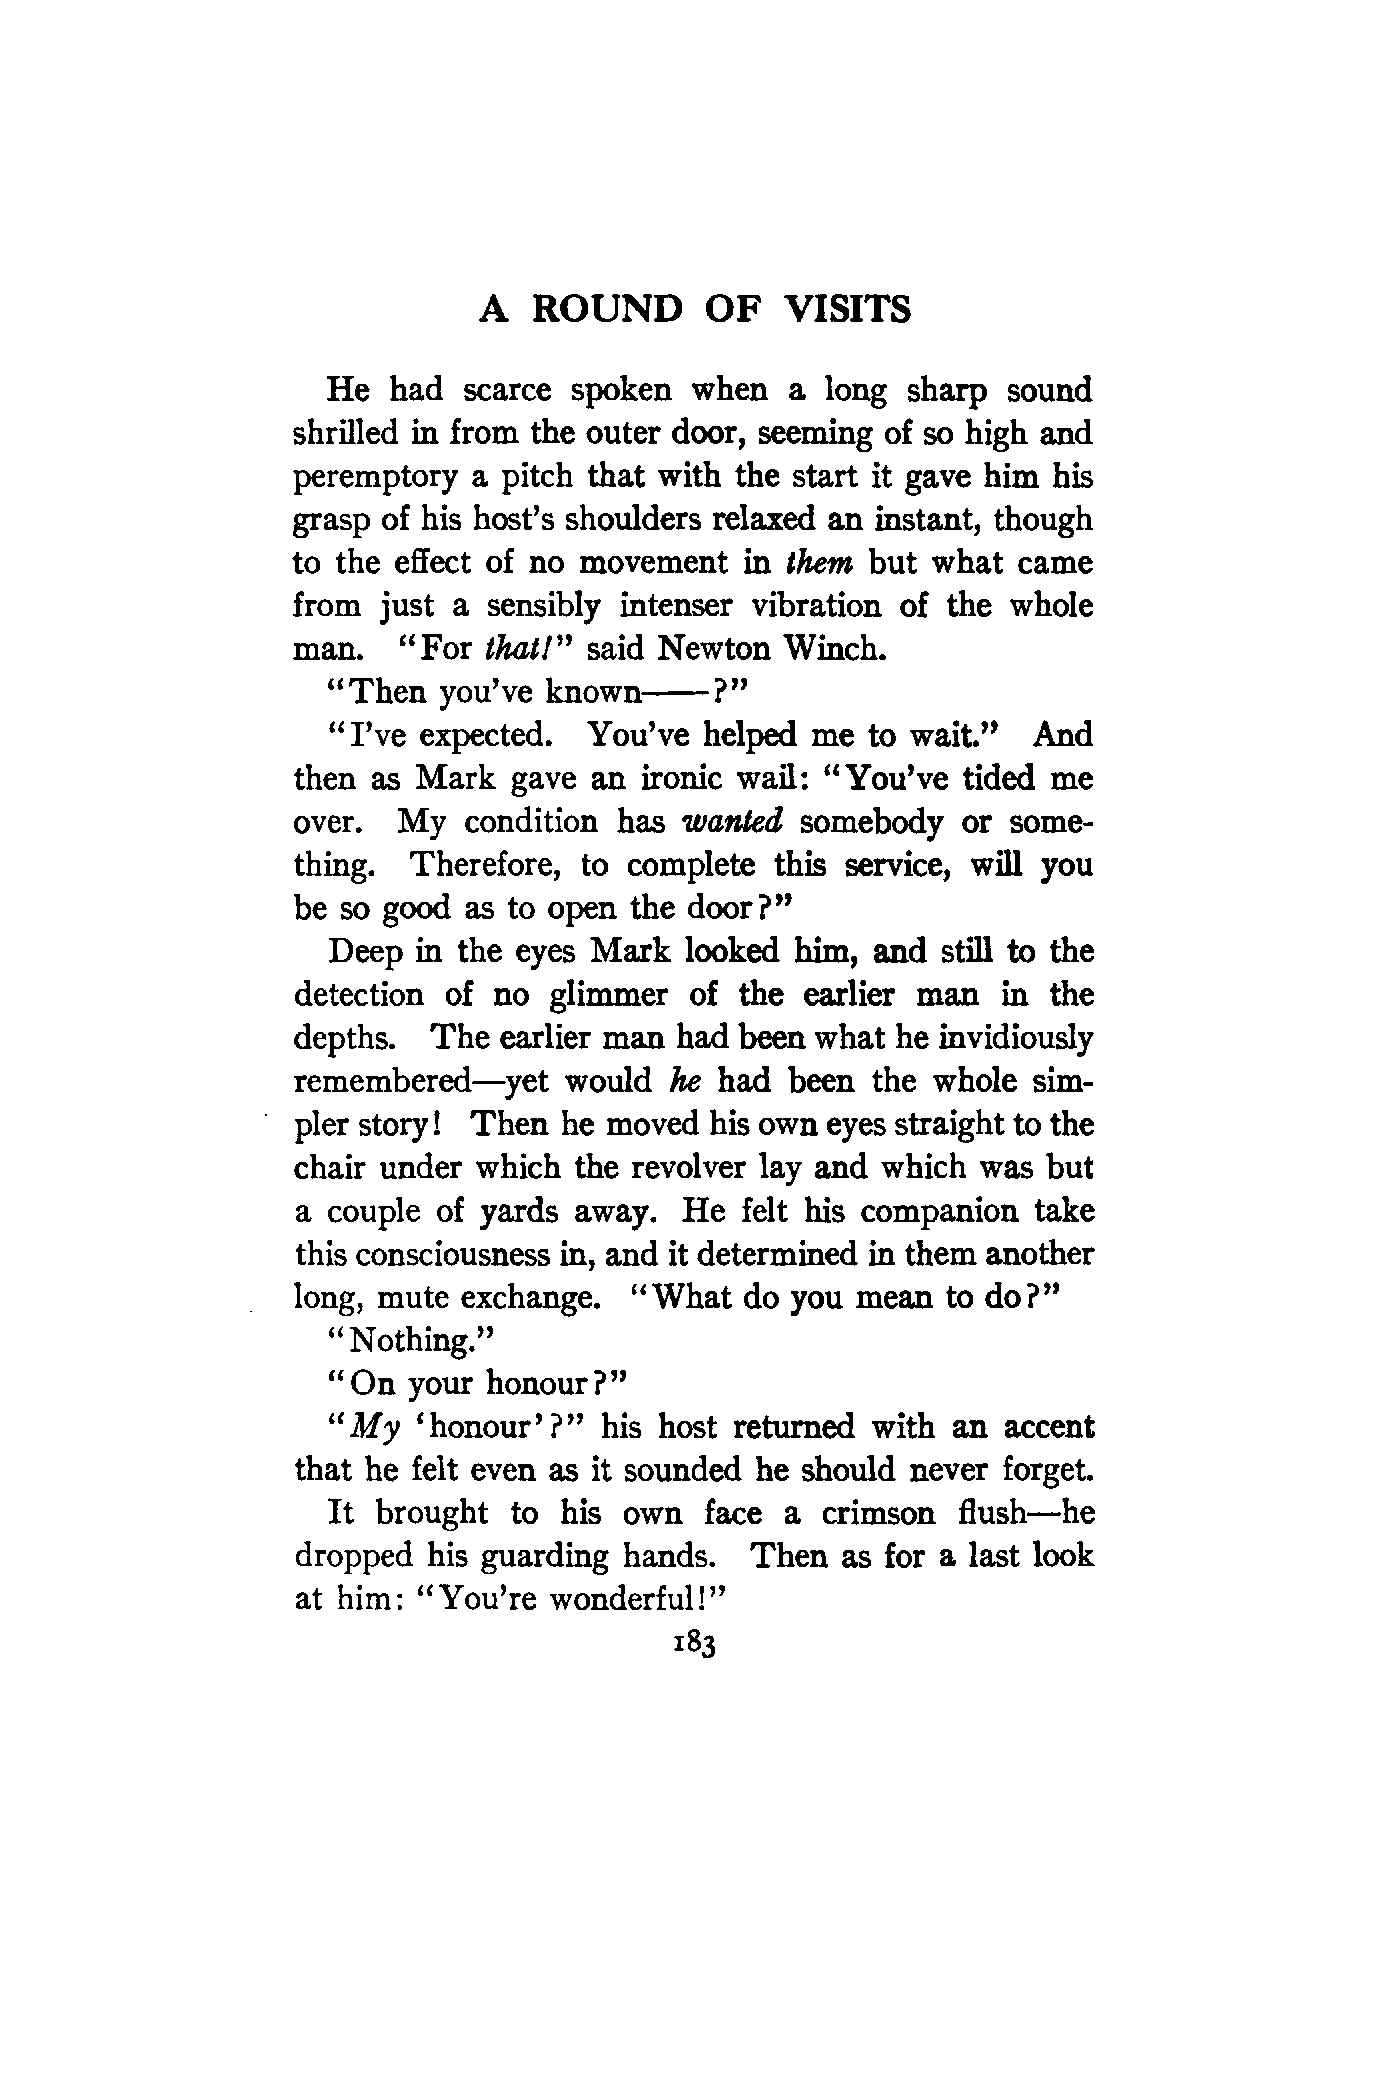 A ROUND OF VISITS
He had scarce spoken when a long sharp sound
shrilled in from the outer door, seeming of so high and
peremptory a pitch that with the start it gave him his
grasp of his host's shoulders relaxed an instant, though
to the effect of no movement in them but what came
from just a sensibly intenser vibration of the whole
man. “For that!” said Newton Winch.
“Then you've known——?”
“I've expected. You've helped me to wait.” And
then as Mark gave an ironic wail: “You've tided me
over. My condition has wanted somebody or some-
thing. Therefore, to complete this service, will you
be so good as to open the door?”
Deep in the eyes Mark looked him, and still to the
detection of no glimmer of the earlier man in the
depths. The earlier man had been what he invidiously
remembered—yet would he had been the whole sim-
pler story! Then he moved his own eyes straight to the
chair under which the revolver lay and which was but
a couple of yards away. He felt his companion take
this consciousness in, and it determined in them another
long, mute exchange. “What do you mean to do?”
“Nothing.”
“On your honour?”
“My ‘honour’?” his host returned with an accent
that he felt even as it sounded he should never forget.
It brought to his own face a crimson flush—he
dropped his guarding hands. Then as for a last look
at him: “You're wonderful!”
183